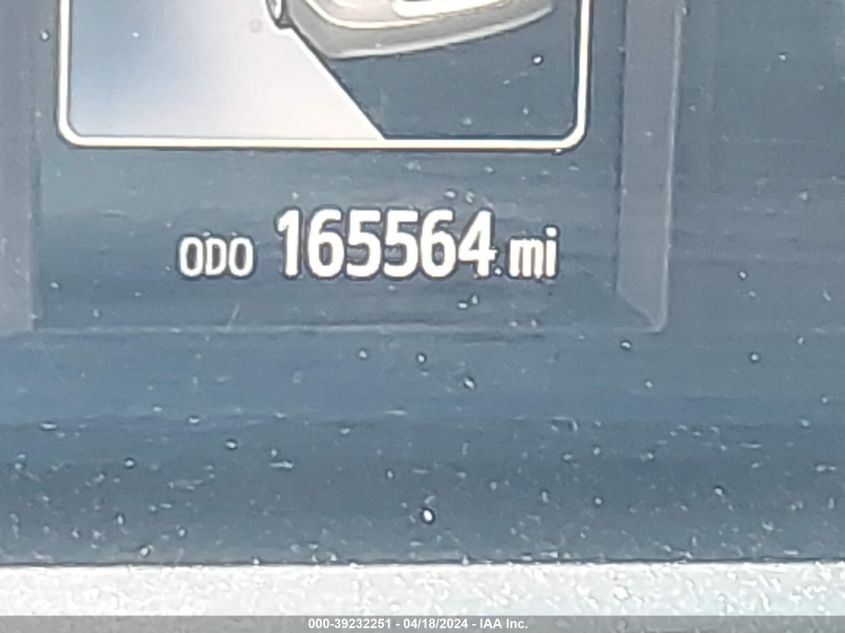 ODO 165564 mi
000-39232251 - 04/18/2024 - IAA Inc.